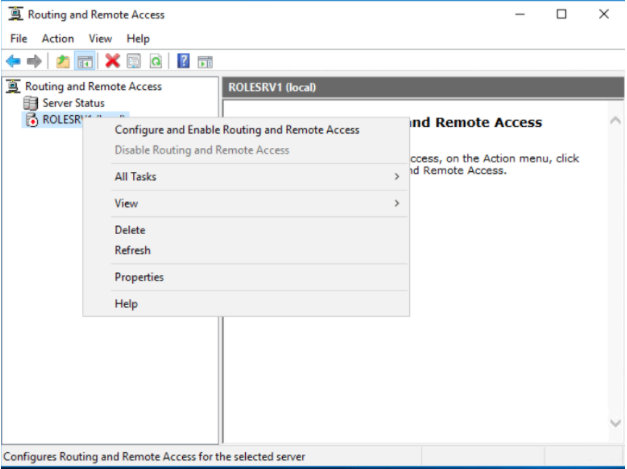 Routing and Remote Access
File Action View Help
Routing and Remote Access
Server Status
ROLESRV1 (local)
ROLESRV1 (local)
Configure and Enable Routing and Remote Access
Disable Routing and Remote Access
All Tasks
View
Delete
Refresh
Properties
Help
nd Remote Access
ccess, on the Action menu, click
nd Remote Access.
Configures Routing and Remote Access for the selected server